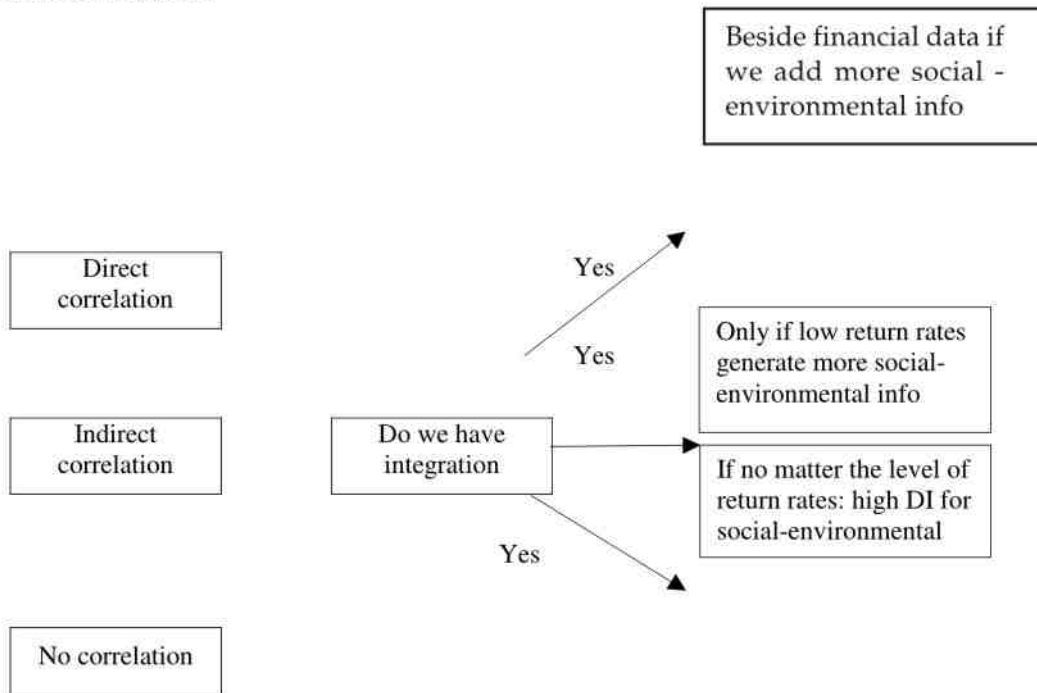 Beside financial data if
we add more social -
environmental info
Direct
correlation
Yes
Yes
Only if low return rates
generate more social-
environmental info
Indirect
correlation
Do we have
integration
If no matter the level of
return rates: high DI for
social-environmental
Yes
No correlation